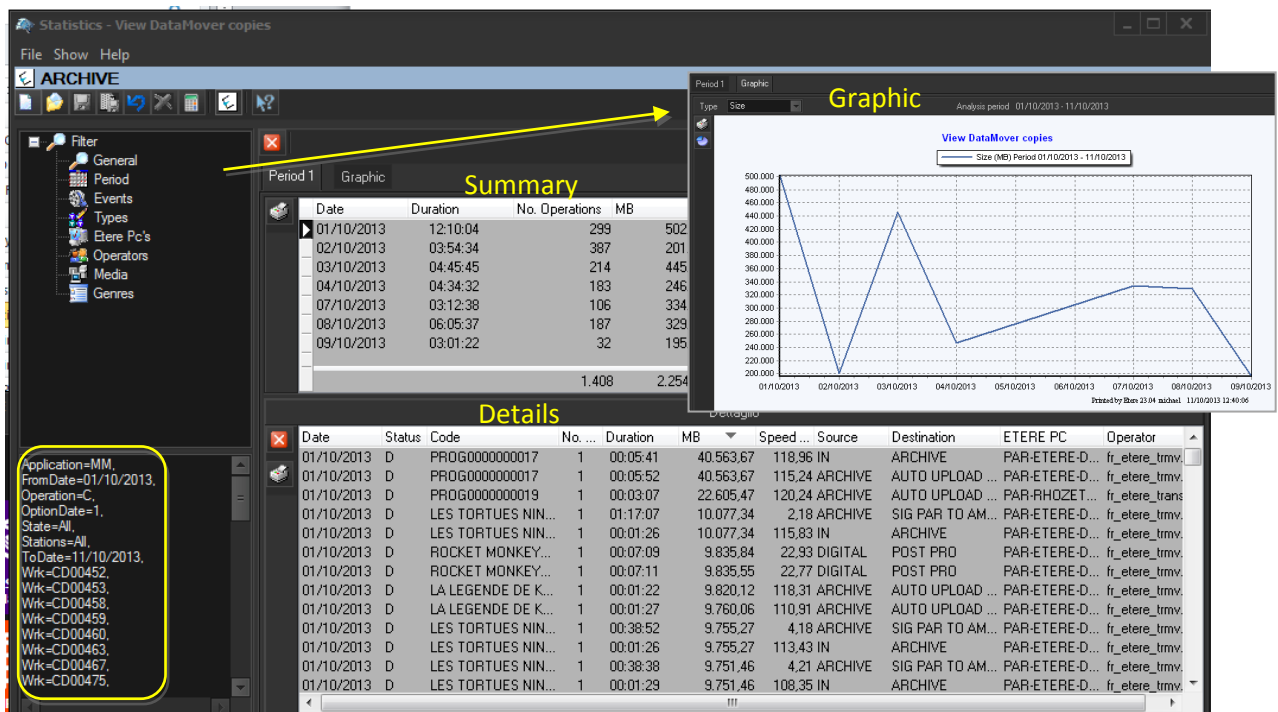 Statistics - View DataMover copies
File Show Help
ARCHIVE
Filter
General
Period
Events
Types
Etere Pc's
Operators
Media
Genres
Period 1 Graphic
Summary
Date Duration No. Operations MB
01/10/2013 12:10:04 299 502
02/10/2013 03:54:34 387 201
03/10/2013 04:45:45 214 445
04/10/2013 04:34:32 183 246
07/10/2013 03:12:38 106 334
08/10/2013 06:05:37 187 329
09/10/2013 03:01:22 32 195
1.408 2.254
Period 1 Graphic
Type Size Graphic Analysis period 01/10/2013 - 11/10/2013
View DataMover copies
Size (MB) Period 01/10/2013 - 11/10/2013
500.000
480.000
460.000
440.000
420.000
400.000
380.000
360.000
340.000
320.000
300.000
280.000
260.000
240.000
220.000
200.000
01/10/2013 02/10/2013 03/10/2013 04/10/2013 05/10/2013 06/10/2013 07/10/2013 08/10/2013 09/10/2013
Printed by Etere 23.04 michael 11/10/2013 12:40:06
Details
Dettaglio
Date Status Code No. ... Duration MB Speed ... Source Destination ETERE PC Operator
01/10/2013 D PROG0000000017 1 00:05:41 40.563,67 118,96 IN ARCHIVE PAR-ETERE-D... fr_etere_trmv.
01/10/2013 D PROG0000000017 1 00:05:52 40.563,67 115,24 ARCHIVE AUTO UPLOAD ... PAR-ETERE-D... fr_etere_trmv.
01/10/2013 D PROG0000000019 1 00:03:07 22.605,47 120,24 ARCHIVE AUTO UPLOAD ... PAR-RHOZET... fr_etere_trans
01/10/2013 D LES TORTUES NIN... 1 01:17:07 10.077,34 2,18 ARCHIVE SIG PAR TO AM... PAR-ETERE-D... fr_etere_trmv.
01/10/2013 D LES TORTUES NIN... 1 00:01:26 10.077,34 115,83 IN ARCHIVE PAR-ETERE-D... fr_etere_trmv.
01/10/2013 D ROCKET MONKEY... 1 00:07:09 9.835,84 22,93 DIGITAL POST PRO PAR-ETERE-D... fr_etere_trmv.
01/10/2013 D ROCKET MONKEY... 1 00:07:11 9.835,55 22,77 DIGITAL POST PRO PAR-ETERE-D... fr_etere_trmv.
01/10/2013 D LA LEGENDE DE K... 1 00:01:22 9.820,12 118,31 ARCHIVE AUTO UPLOAD ... PAR-ETERE-D... fr_etere_trmv.
01/10/2013 D LA LEGENDE DE K... 1 00:01:27 9.760,06 110,91 ARCHIVE AUTO UPLOAD ... PAR-ETERE-D... fr_etere_trmv.
01/10/2013 D LES TORTUES NIN... 1 00:38:52 9.755,27 4,18 ARCHIVE SIG PAR TO AM... PAR-ETERE-D... fr_etere_trmv.
01/10/2013 D LES TORTUES NIN... 1 00:01:26 9.755,27 113,43 IN ARCHIVE PAR-ETERE-D... fr_etere_trmv.
01/10/2013 D LES TORTUES NIN... 1 00:38:38 9.751,46 4,21 ARCHIVE SIG PAR TO AM... PAR-ETERE-D... fr_etere_trmv.
01/10/2013 D LES TORTUES NIN... 1 00:01:29 9.751,46 108,35 IN ARCHIVE PAR-ETERE-D... fr_etere_trmv.
Application=MM,
FromDate=01/10/2013,
Operation=C,
OptionDate=1,
State=All,
Stations=All,
ToDate=11/10/2013,
Wrk=CD00452,
Wrk=CD00453,
Wrk=CD00458,
Wrk=CD00459,
Wrk=CD00460,
Wrk=CD00463,
Wrk=CD00467,
Wrk=CD00475,